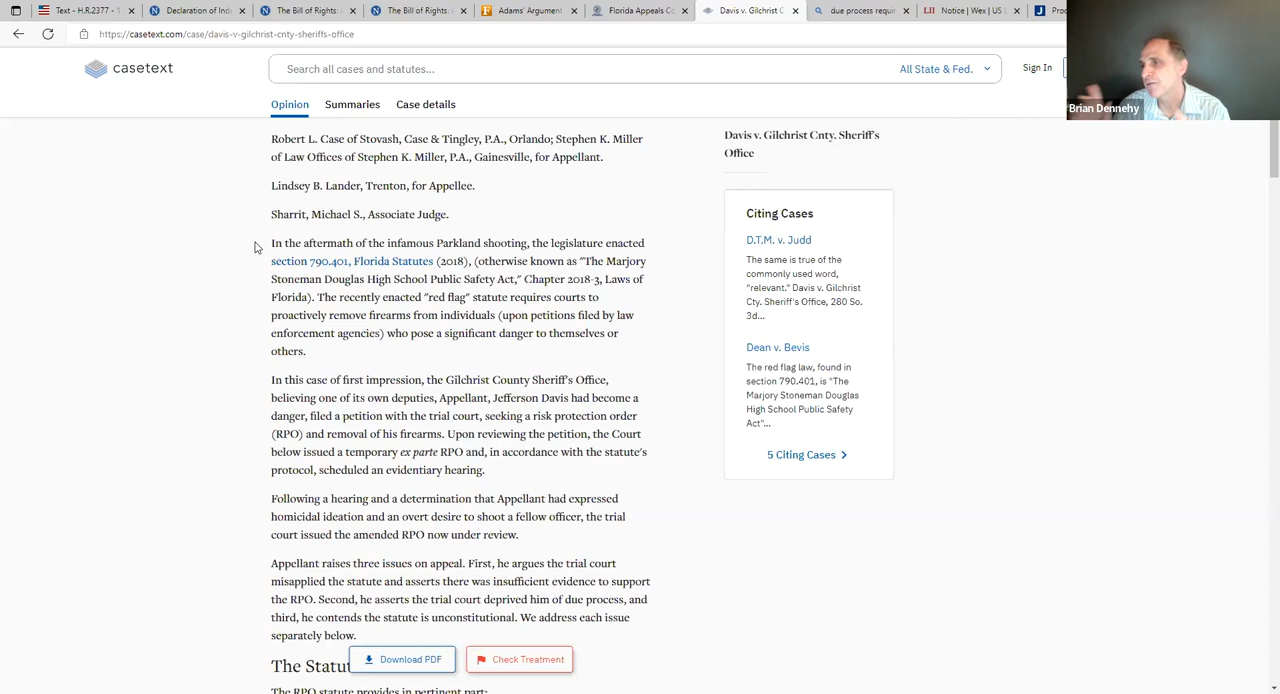 Text - H.R.2377 - 1
Declaration of Inde
The Bill of Rights:
The Bill of Rights: A
Adams' Argument
Florida Appeals Co
Davis v. Gilchrist C
due process requi
Notice | Wex | US L
Pro
https://casetext.com/case/davis-v-gilchrist-cnty-sheriffs-office
casetext
Search all cases and statutes...
All State & Fed.
Sign In
Brian Dennehy
Opinion
Summaries
Case details
Robert L. Case of Stovash, Case & Tingley, P.A., Orlando; Stephen K. Miller
of Law Offices of Stephen K. Miller, P.A., Gainesville, for Appellant.
Lindsey B. Lander, Trenton, for Appellee.
Sharrit, Michael S., Associate Judge.
In the aftermath of the infamous Parkland shooting, the legislature enacted
section 790.401, Florida Statutes (2018), (otherwise known as "The Marjory
Stoneman Douglas High School Public Safety Act," Chapter 2018-3, Laws of
Florida). The recently enacted "red flag" statute requires courts to
proactively remove firearms from individuals (upon petitions filed by law
enforcement agencies) who pose a significant danger to themselves or
others.
In this case of first impression, the Gilchrist County Sheriff's Office,
believing one of its own deputies, Appellant, Jefferson Davis had become a
danger, filed a petition with the trial court, seeking a risk protection order
(RPO) and removal of his firearms. Upon reviewing the petition, the Court
below issued a temporary ex parte RPO and, in accordance with the statute's
protocol, scheduled an evidentiary hearing.
Following a hearing and a determination that Appellant had expressed
homicidal ideation and an overt desire to shoot a fellow officer, the trial
court issued the amended RPO now under review.
Appellant raises three issues on appeal. First, he argues the trial court
misapplied the statute and asserts there was insufficient evidence to support
the RPO. Second, he asserts the trial court deprived him of due process, and
third, he contends the statute is unconstitutional. We address each issue
separately below.
The Statut
The RPO statute provides in pertinent part:
Download PDF
Check Treatment
Davis v. Gilchrist Cnty. Sheriff's
Office
Citing Cases
D.T.M. v. Judd
The same is true of the
commonly used word,
"relevant." Davis v. Gilchrist
Cty. Sheriff's Office, 280 So.
3d...
Dean v. Bevis
The red flag law, found in
section 790.401, is "The
Marjory Stoneman Douglas
High School Public Safety
Act"...
5 Citing Cases